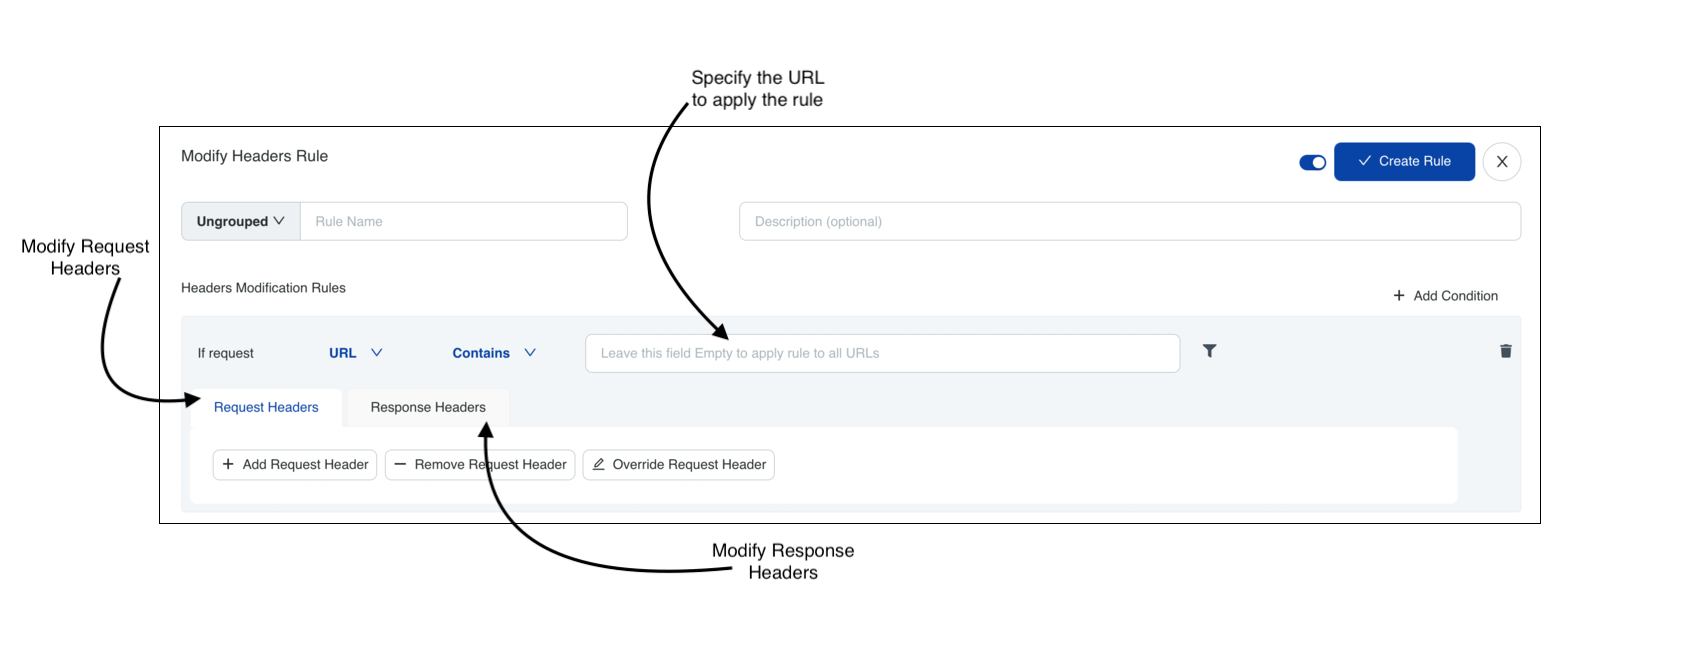 Specify the URL
to apply the rule
Modify Headers Rule
Create Rule
Ungrouped
Rule Name
Description (optional)
Modify Request
Headers
Headers Modification Rules
Add Condition
If request
URL
Contains
Leave this field Empty to apply rule to all URLs
Request Headers
Response Headers
Add Request Header
Remove Request Header
Override Request Header
Modify Response
Headers